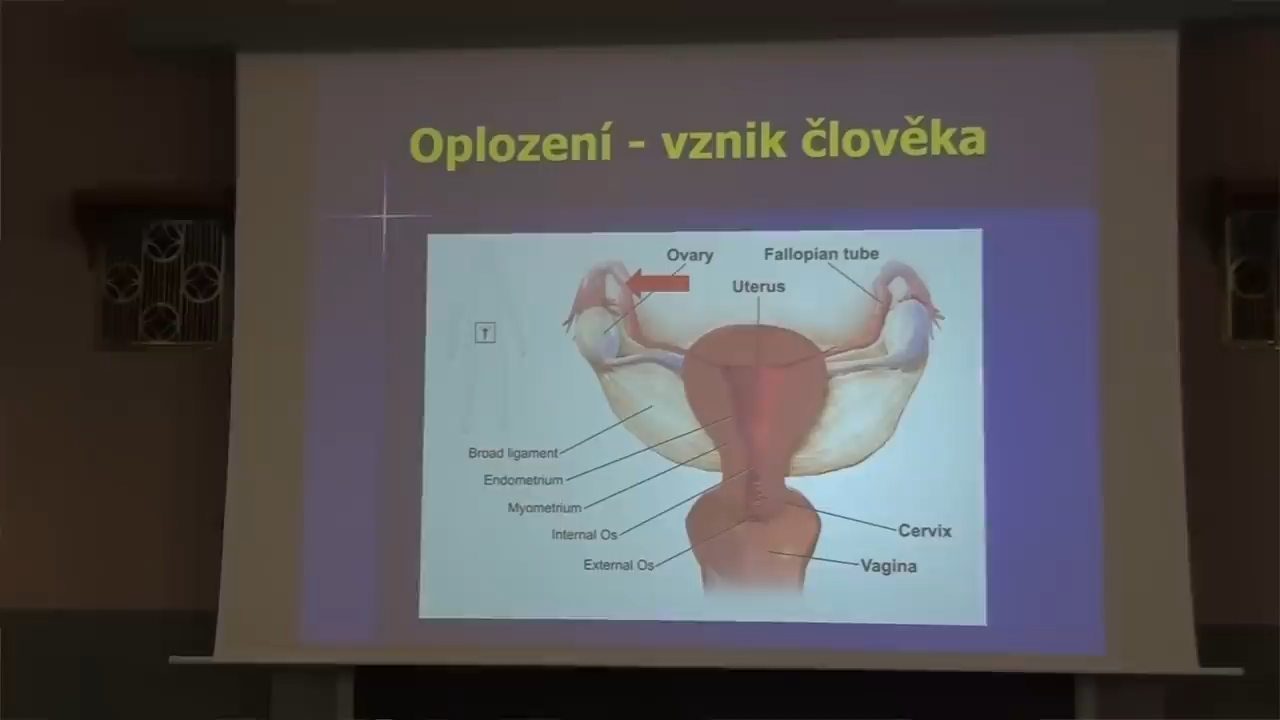 Oplození - vznik člověka
Ovary
Fallopian tube
Uterus
Broad ligament
Endometrium
Myometrium
Internal Os
External Os
Cervix
Vagina